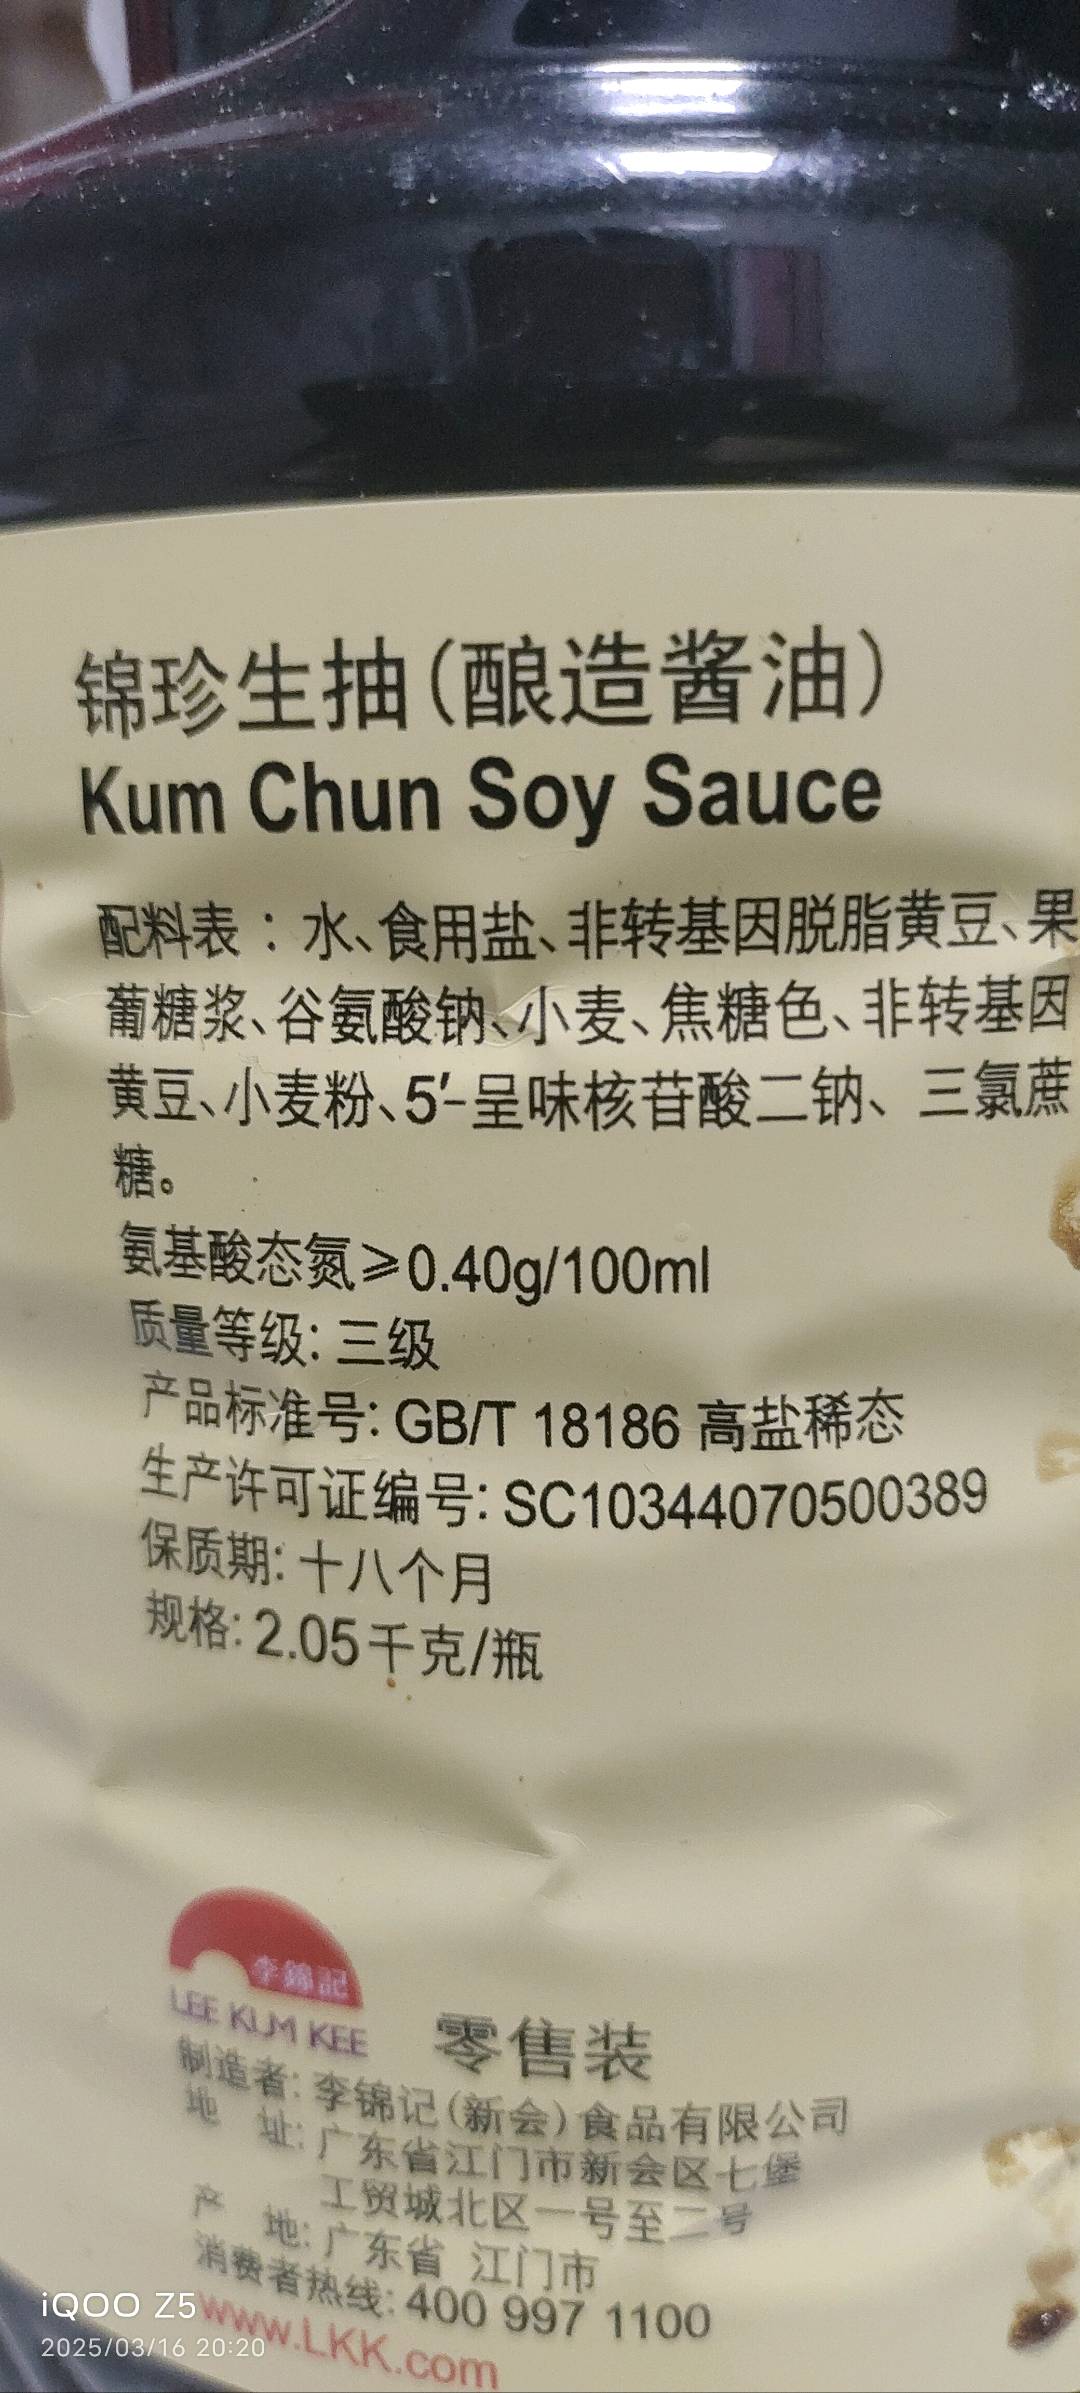 锦珍生抽(酿造酱油)
Kum Chun Soy Sauce
配料表：水、食用盐、非转基因脱脂黄豆、果
葡糖浆、谷氨酸钠、小麦、焦糖色、非转基因
黄豆、小麦粉、5′-呈味核苷酸二钠、三氯蔗
糖。
氨基酸态氮≥0.40g/100ml
质量等级: 三级
产品标准号: GB/T 18186 高盐稀态
生产许可证编号: SC10344070500389
保质期: 十八个月
规格: 2.05千克/瓶
李錦記
LEE KUM KEE
零售装
制造者: 李锦记(新会)食品有限公司
地 址: 广东省江门市新会区七堡
工贸城北区一号至二号
产 地: 广东省 江门市
消费者热线: 400 997 1100
www.LKK.com
iQOO Z5
2025/03/16 20:20